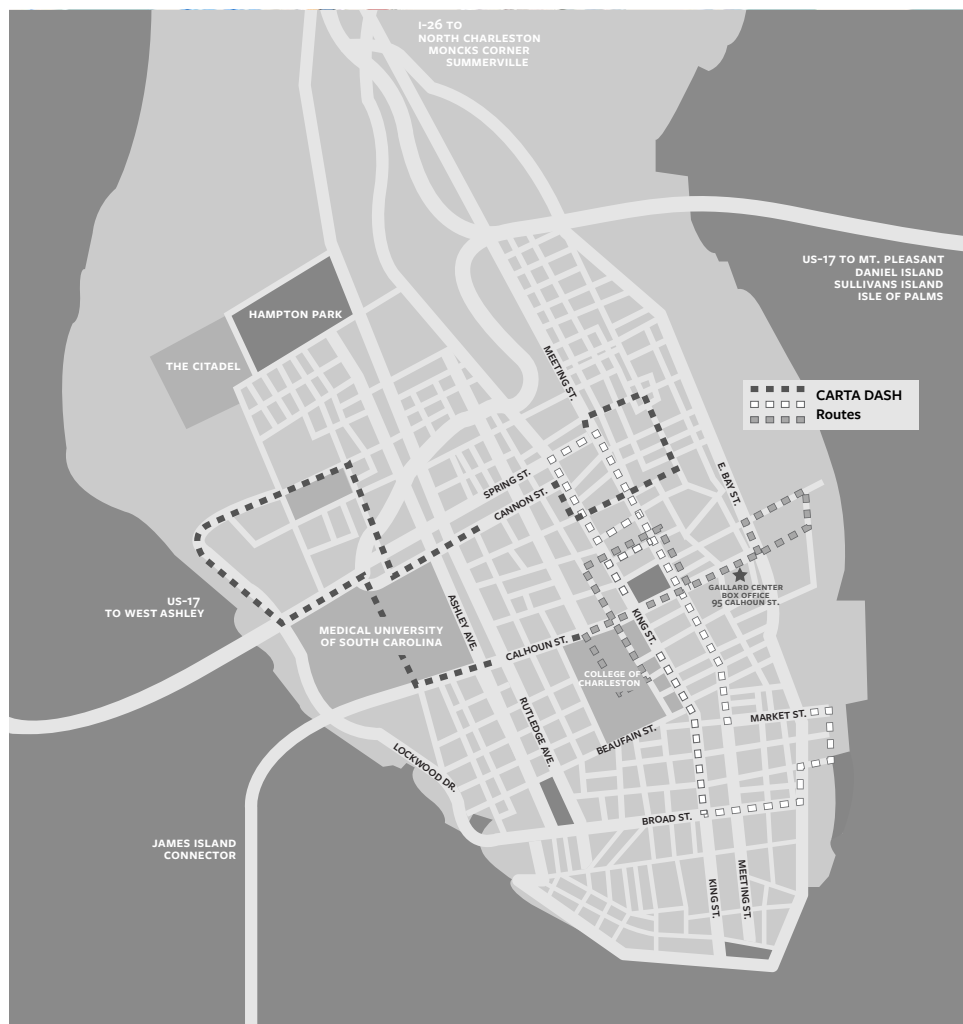 I-26 TO
NORTH CHARLESTON
MONCKS CORNER
SUMMERVILLE
US-17 TO MT. PLEASANT
DANIEL ISLAND
SULLIVANS ISLAND
ISLE OF PALMS
HAMPTON PARK
THE CITADEL
MEETING ST.
CARTA DASH
Routes
E. BAY ST.
SPRING ST.
CANNON ST.
GAILLARD CENTER
BOX OFFICE
95 CALHOUN ST.
US-17
TO WEST ASHLEY
MEDICAL UNIVERSITY
OF SOUTH CAROLINA
ASHLEY AVE.
KING ST.
CALHOUN ST.
COLLEGE OF
CHARLESTON
RUTLEDGE AVE.
BEAUFAIN ST.
MARKET ST.
LOCKWOOD DR.
BROAD ST.
JAMES ISLAND
CONNECTOR
KING ST.
MEETING ST.